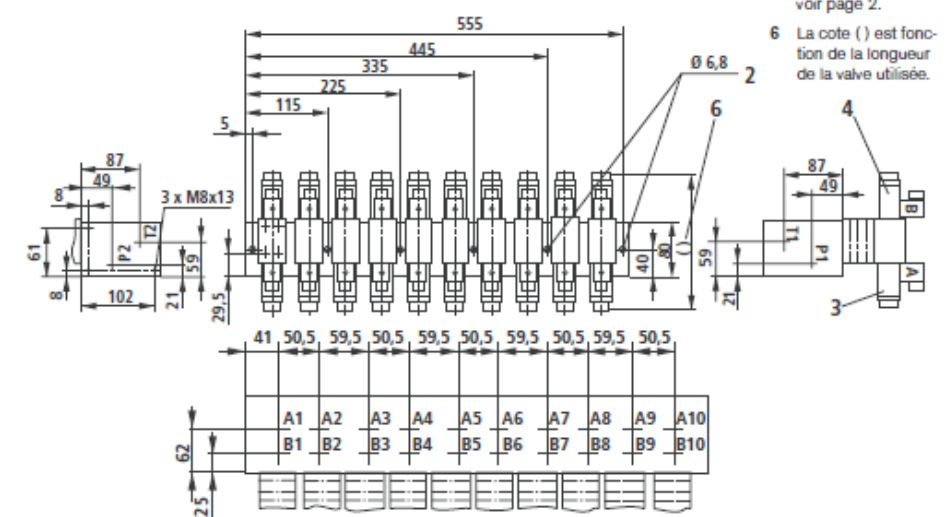 voir page 2.
6 La cote ( ) est fonc-
tion de la longueur
de la valve utilisée.
555
445
335
225
115
5
Ø 6,8
2
6
4
87
49
8
3 x M8x13
61
P2
T2
59
8
102
21
29,5
40
80
( )
87
49
T1
P1
59
21
B
A
3
41 50,5 59,5 50,5 59,5 50,5 59,5 50,5 59,5 50,5
A1 A2 A3 A4 A5 A6 A7 A8 A9 A10
B1 B2 B3 B4 B5 B6 B7 B8 B9 B10
62
25